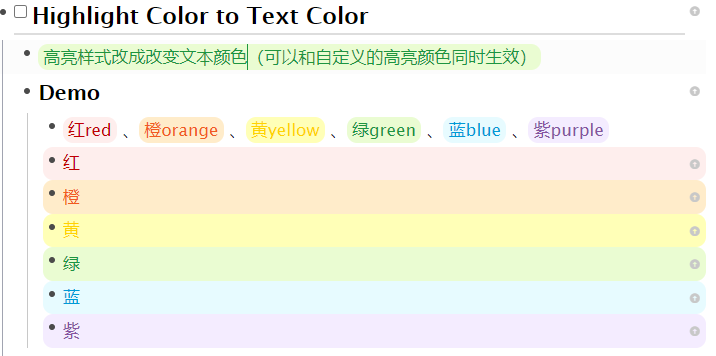 Highlight Color to Text Color
高亮样式改成改变文本颜色（可以和自定义的高亮颜色同时生效）
Demo
红red 、橙orange 、黄yellow 、绿green 、蓝blue 、紫purple
红
橙
黄
绿
蓝
紫